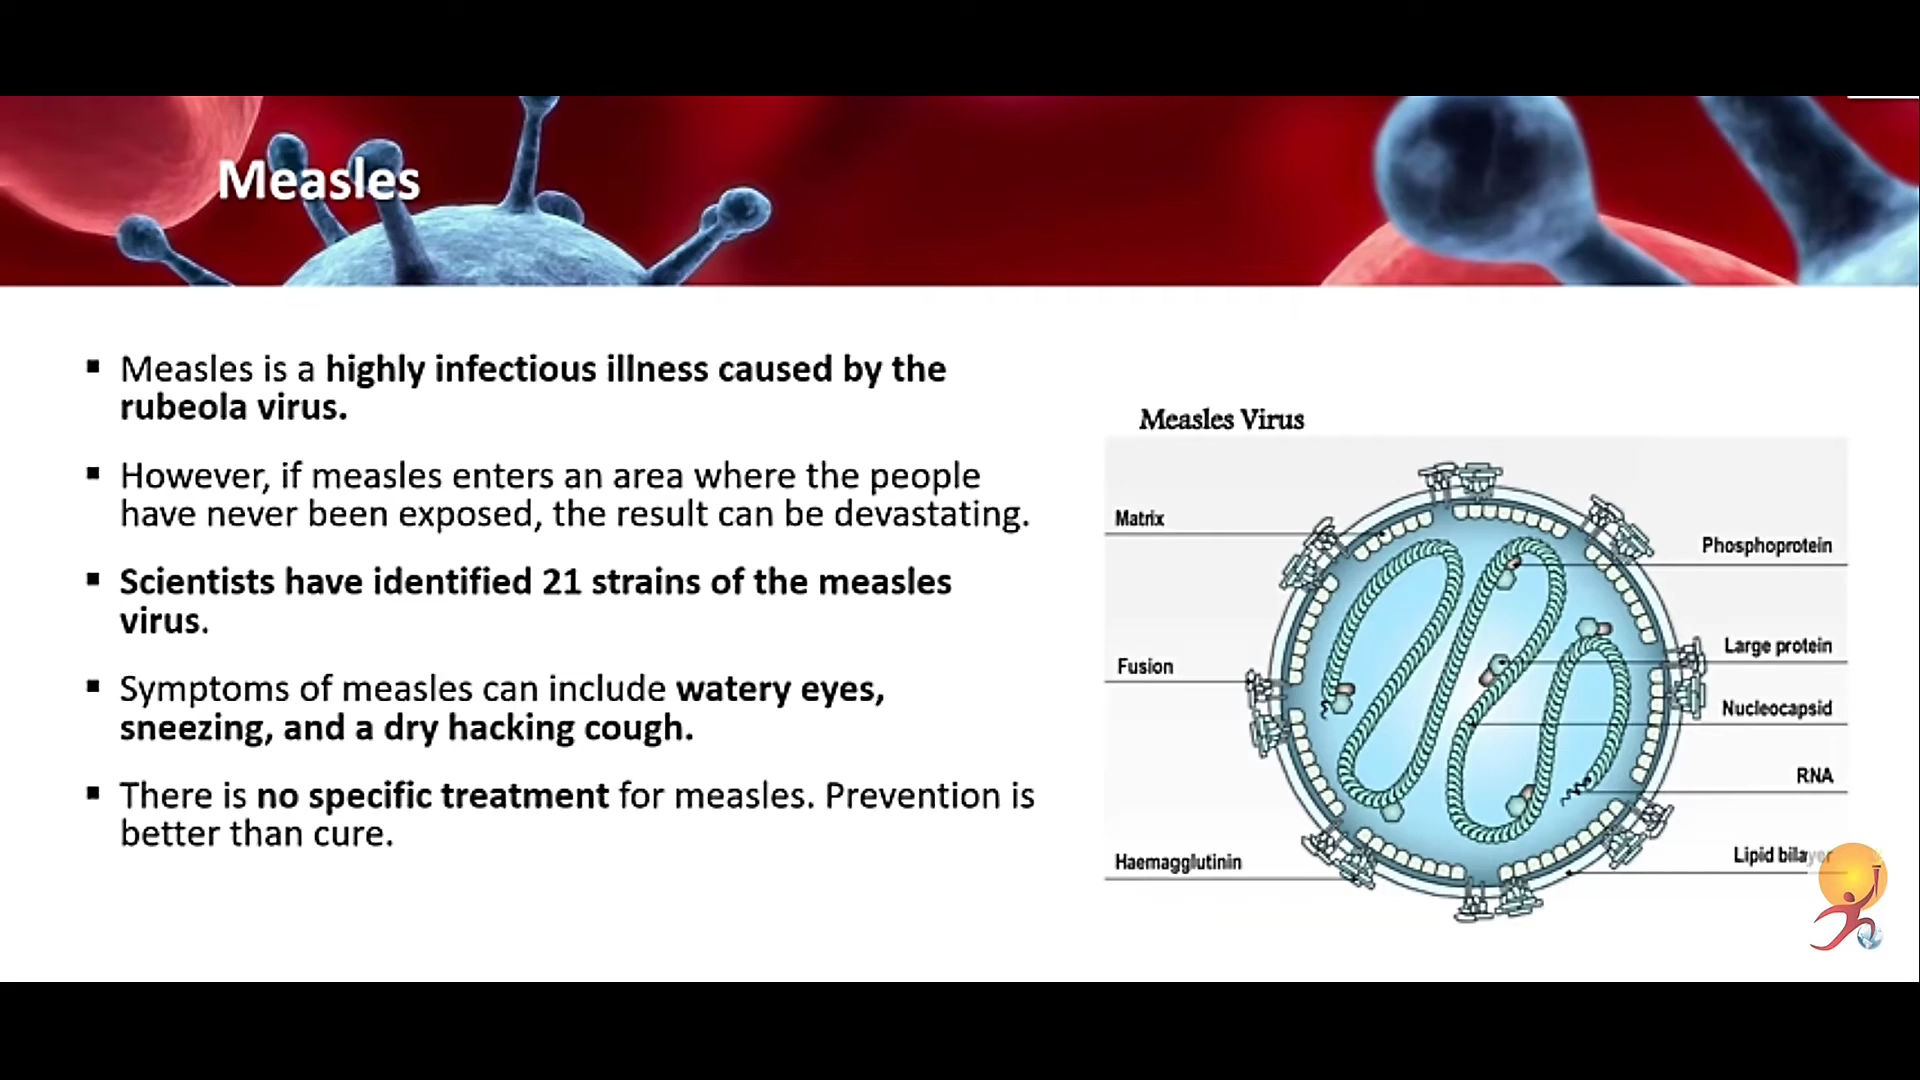 Measles
▪ Measles is a highly infectious illness caused by the
rubeola virus.
▪ However, if measles enters an area where the people
have never been exposed, the result can be devastating.
▪ Scientists have identified 21 strains of the measles
virus.
▪ Symptoms of measles can include watery eyes,
sneezing, and a dry hacking cough.
▪ There is no specific treatment for measles. Prevention is
better than cure.
Measles Virus
Matrix
Fusion
Haemagglutinin
Phosphoprotein
Large protein
Nucleocapsid
RNA
Lipid bilayer